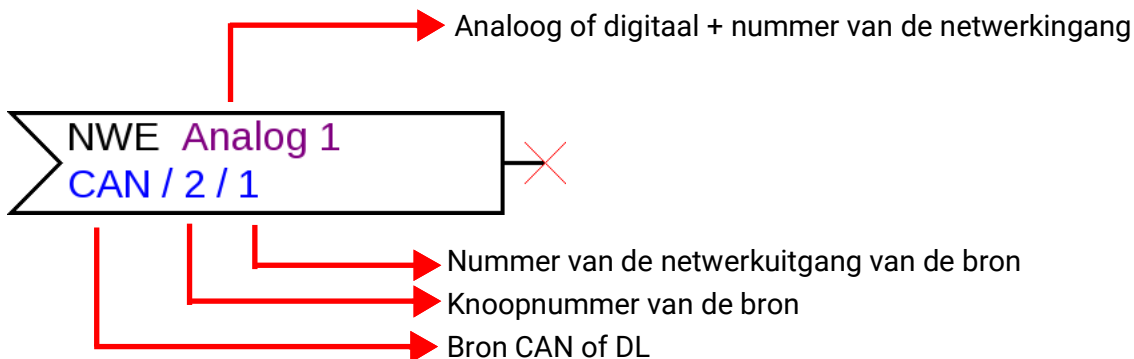 Analoog of digitaal + nummer van de netwerkingang
NWE Analog 1
CAN / 2 / 1
Nummer van de netwerkuitgang van de bron
Knoopnummer van de bron
Bron CAN of DL